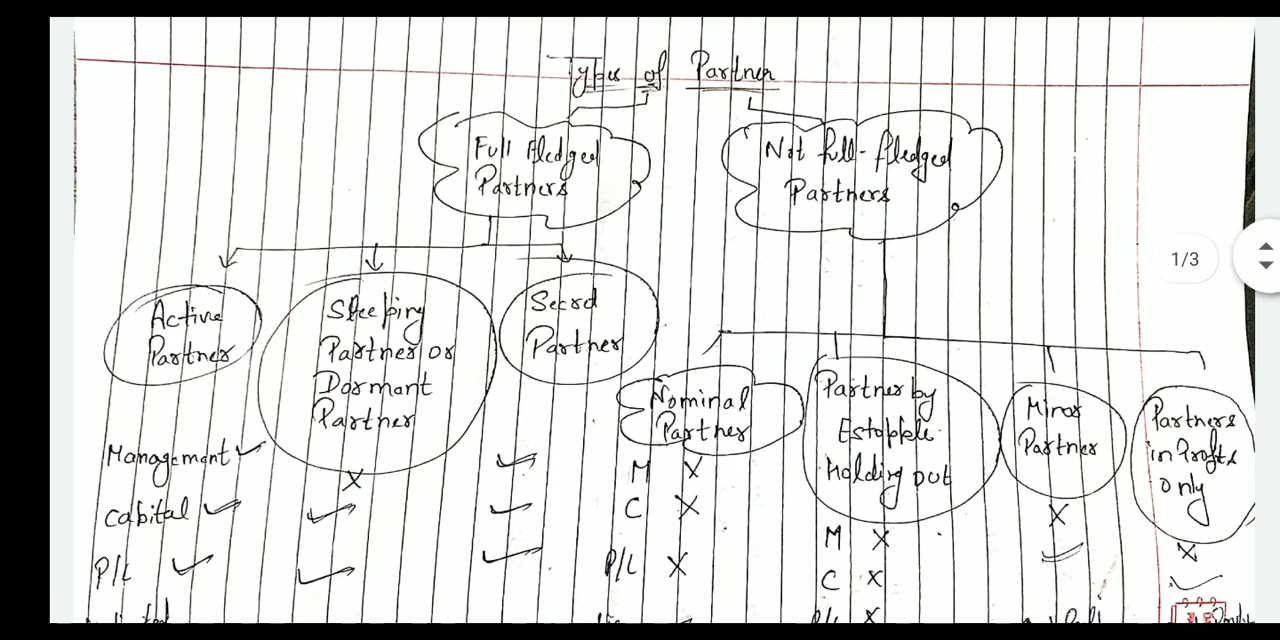 Types of Partner
Full fledged
Partners
Not full-fledged
Partners
1/3
Active
Partner
Sleeping
Partner or
Dormant
Partner
Secret
Partner
Nominal
Partner
Partner by
Holding out
Minor
Partner
Partners
in Profits
only
Management ✓
X
✓
M X
Capital ✓
✓
✓
C X
P/L ✓
✓
✓
P/L X
M X
C X
P/L X
X
✓
X
✓